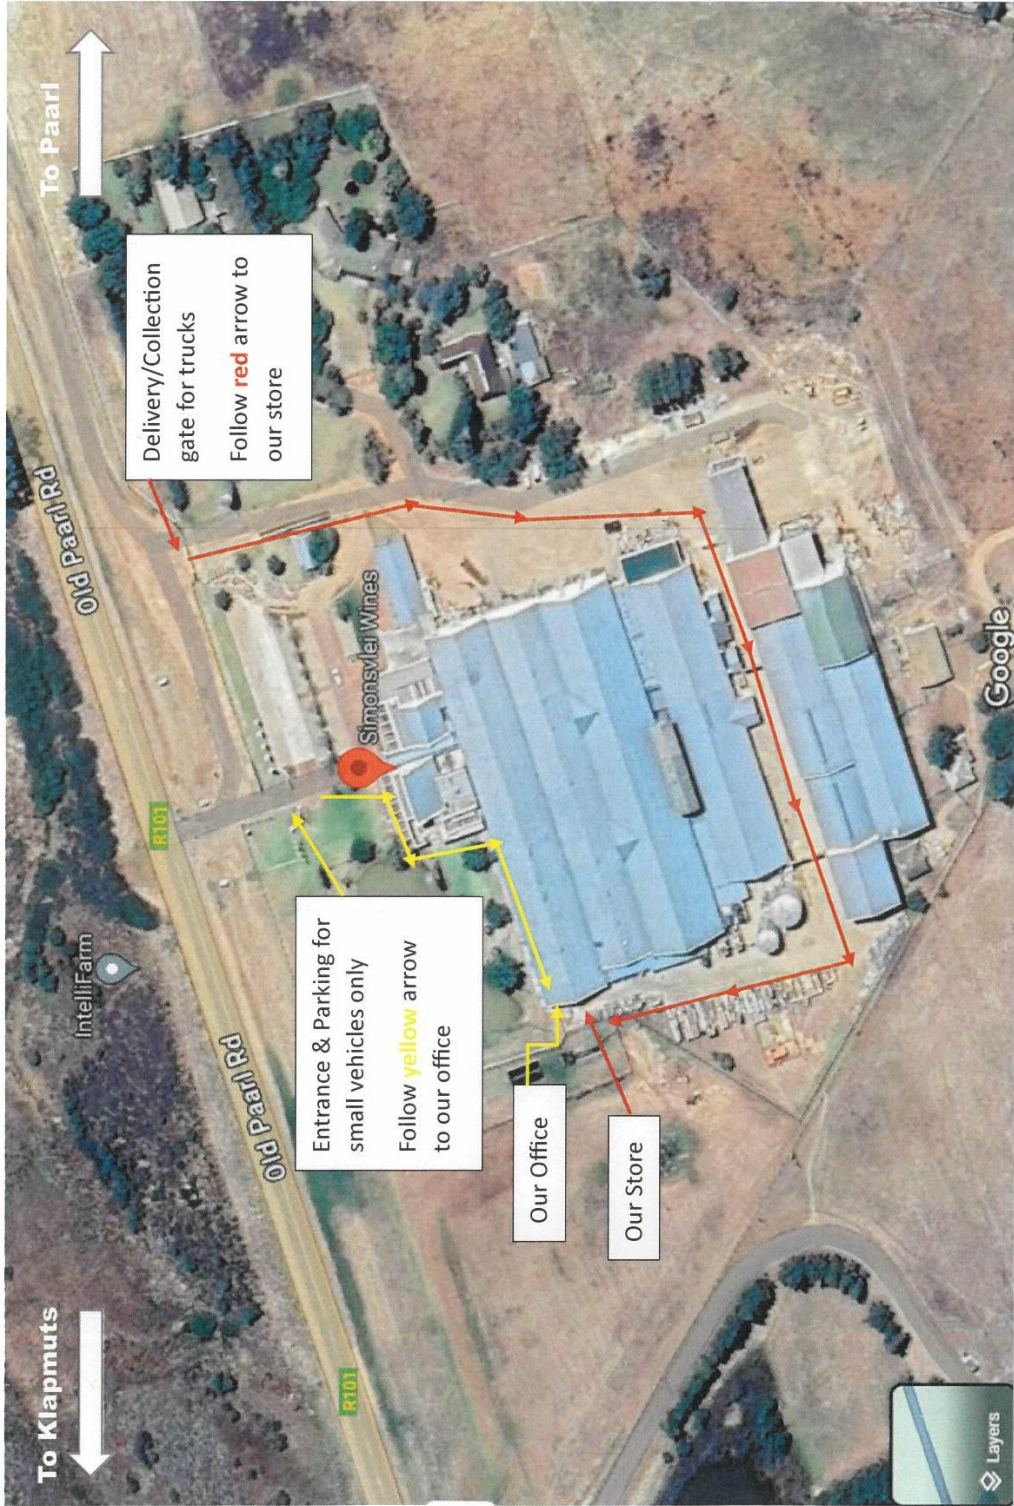 To Klapmuts
To Paarl
Old Paarl Rd
Delivery/Collection
gate for trucks
Follow red arrow to
our store
IntelliFarm
R101
Old Paarl Rd
Simonsvlei Wines
Entrance & Parking for
small vehicles only
Follow yellow arrow
to our office
R101
Our Office
Our Store
Layers
Google